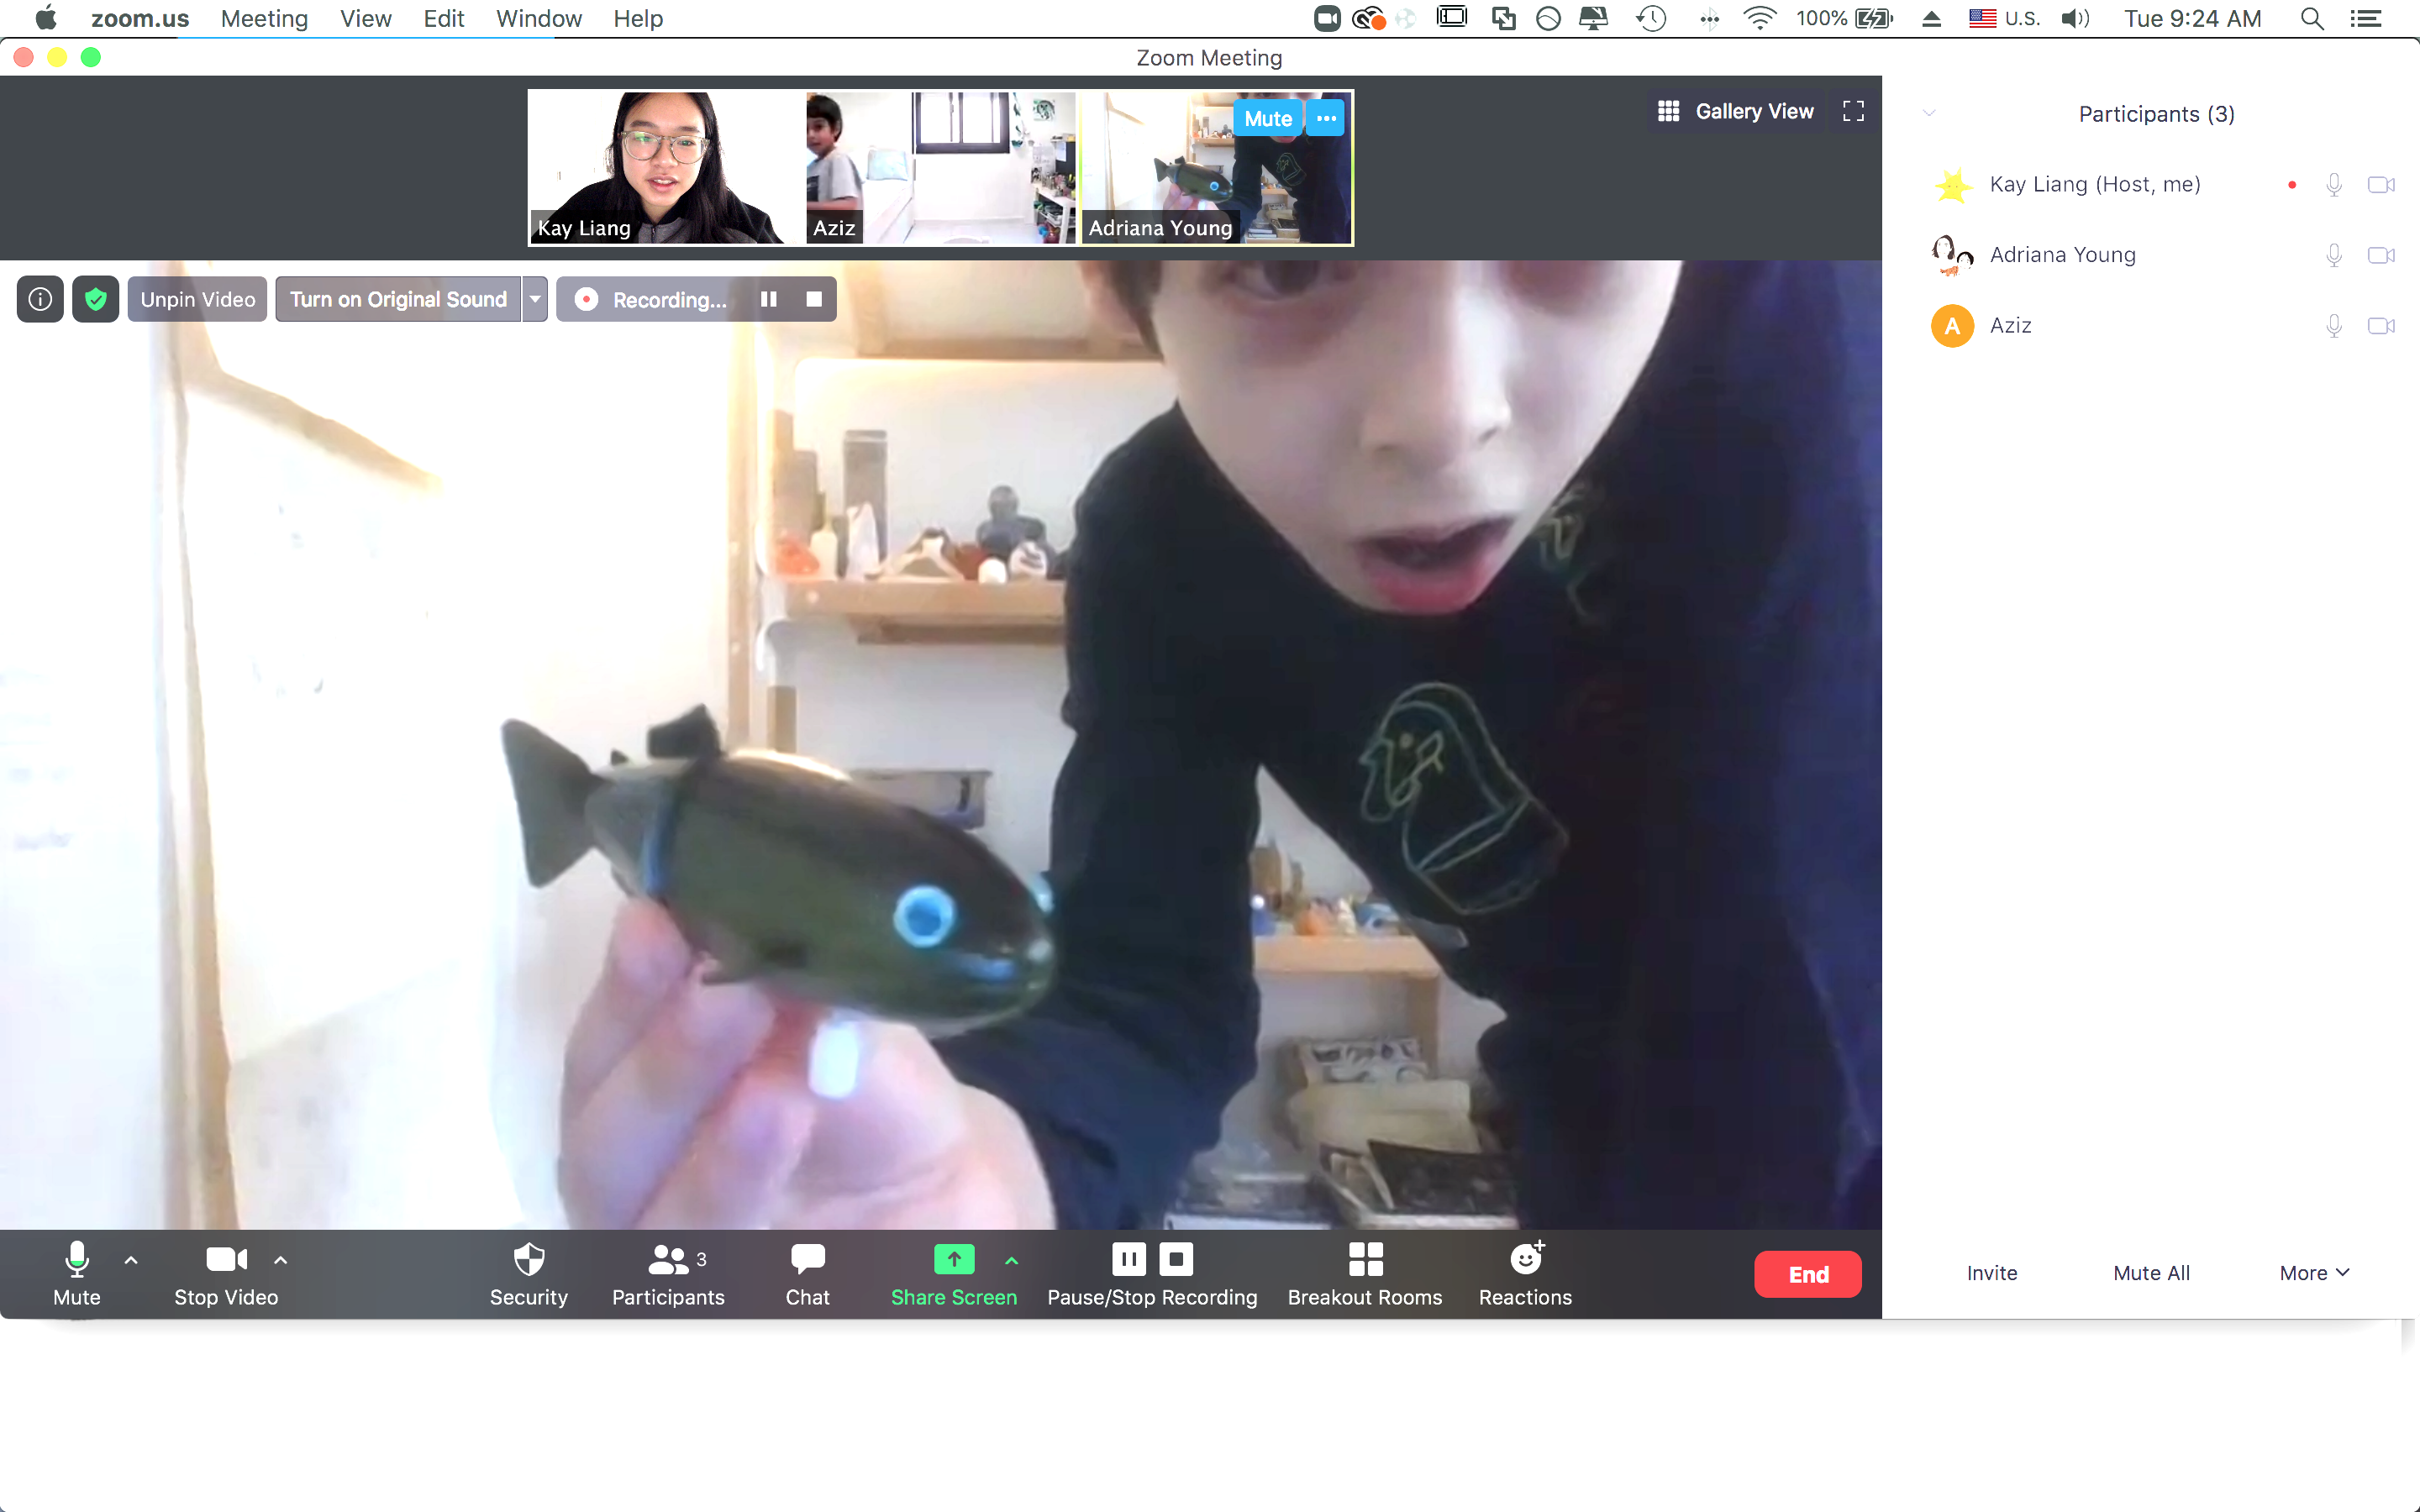 zoom.us Meeting View Edit Window Help 100% U.S. Tue 9:24 AM
Zoom Meeting
Kay Liang
Aziz
Adriana Young
Mute
Gallery View
Unpin Video
Turn on Original Sound
Recording...
Participants (3)
Kay Liang (Host, me)
Adriana Young
A Aziz
Mute
Stop Video
Security
Participants 3
Chat
Share Screen
Pause/Stop Recording
Breakout Rooms
Reactions
End
Invite
Mute All
More